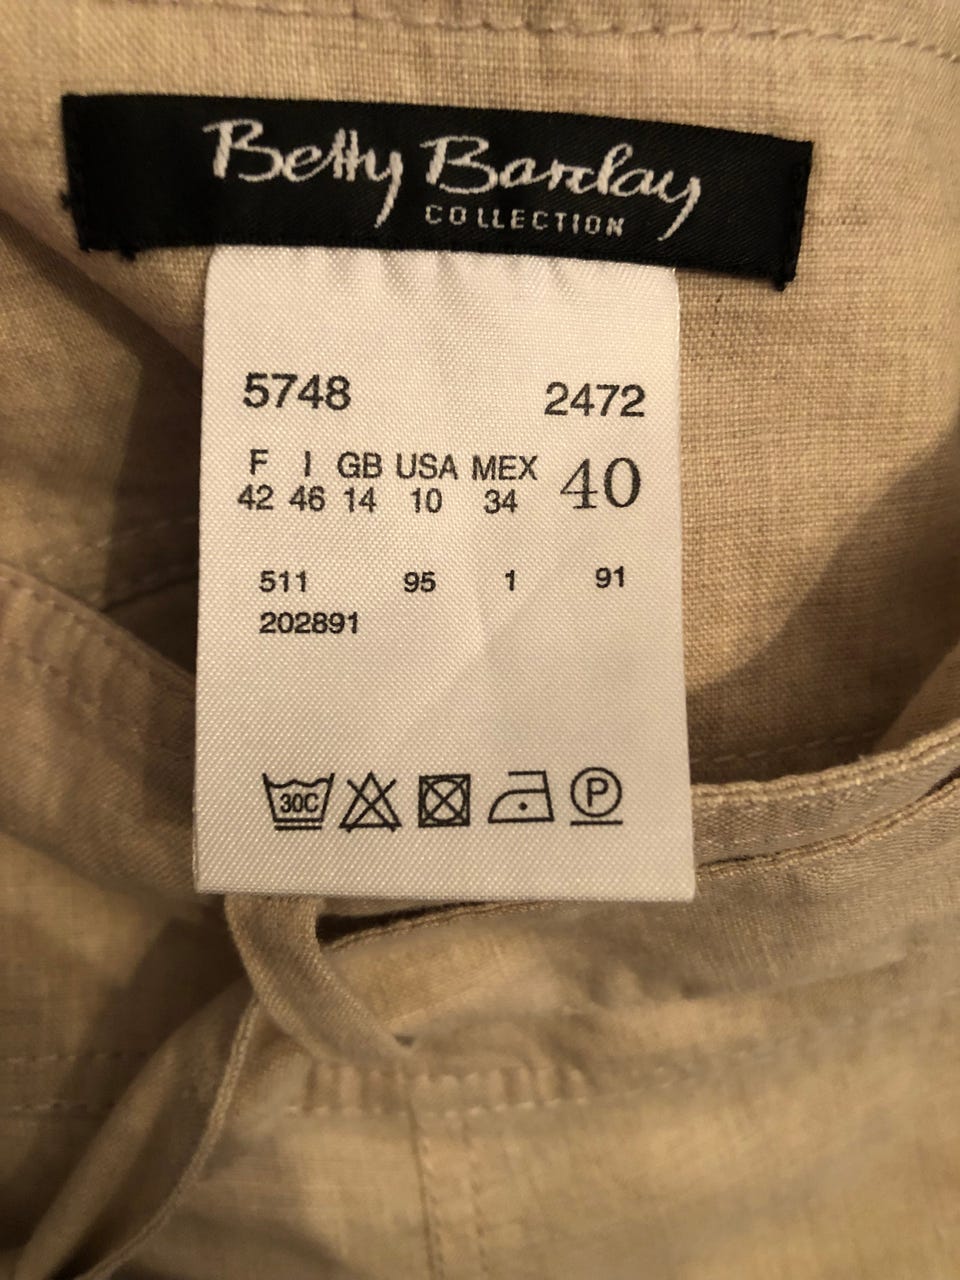 Betty Barclay
COLLECTION
5748 2472
F I GB USA MEX 40
42 46 14 10 34
511 95 1 91
202891
30C P